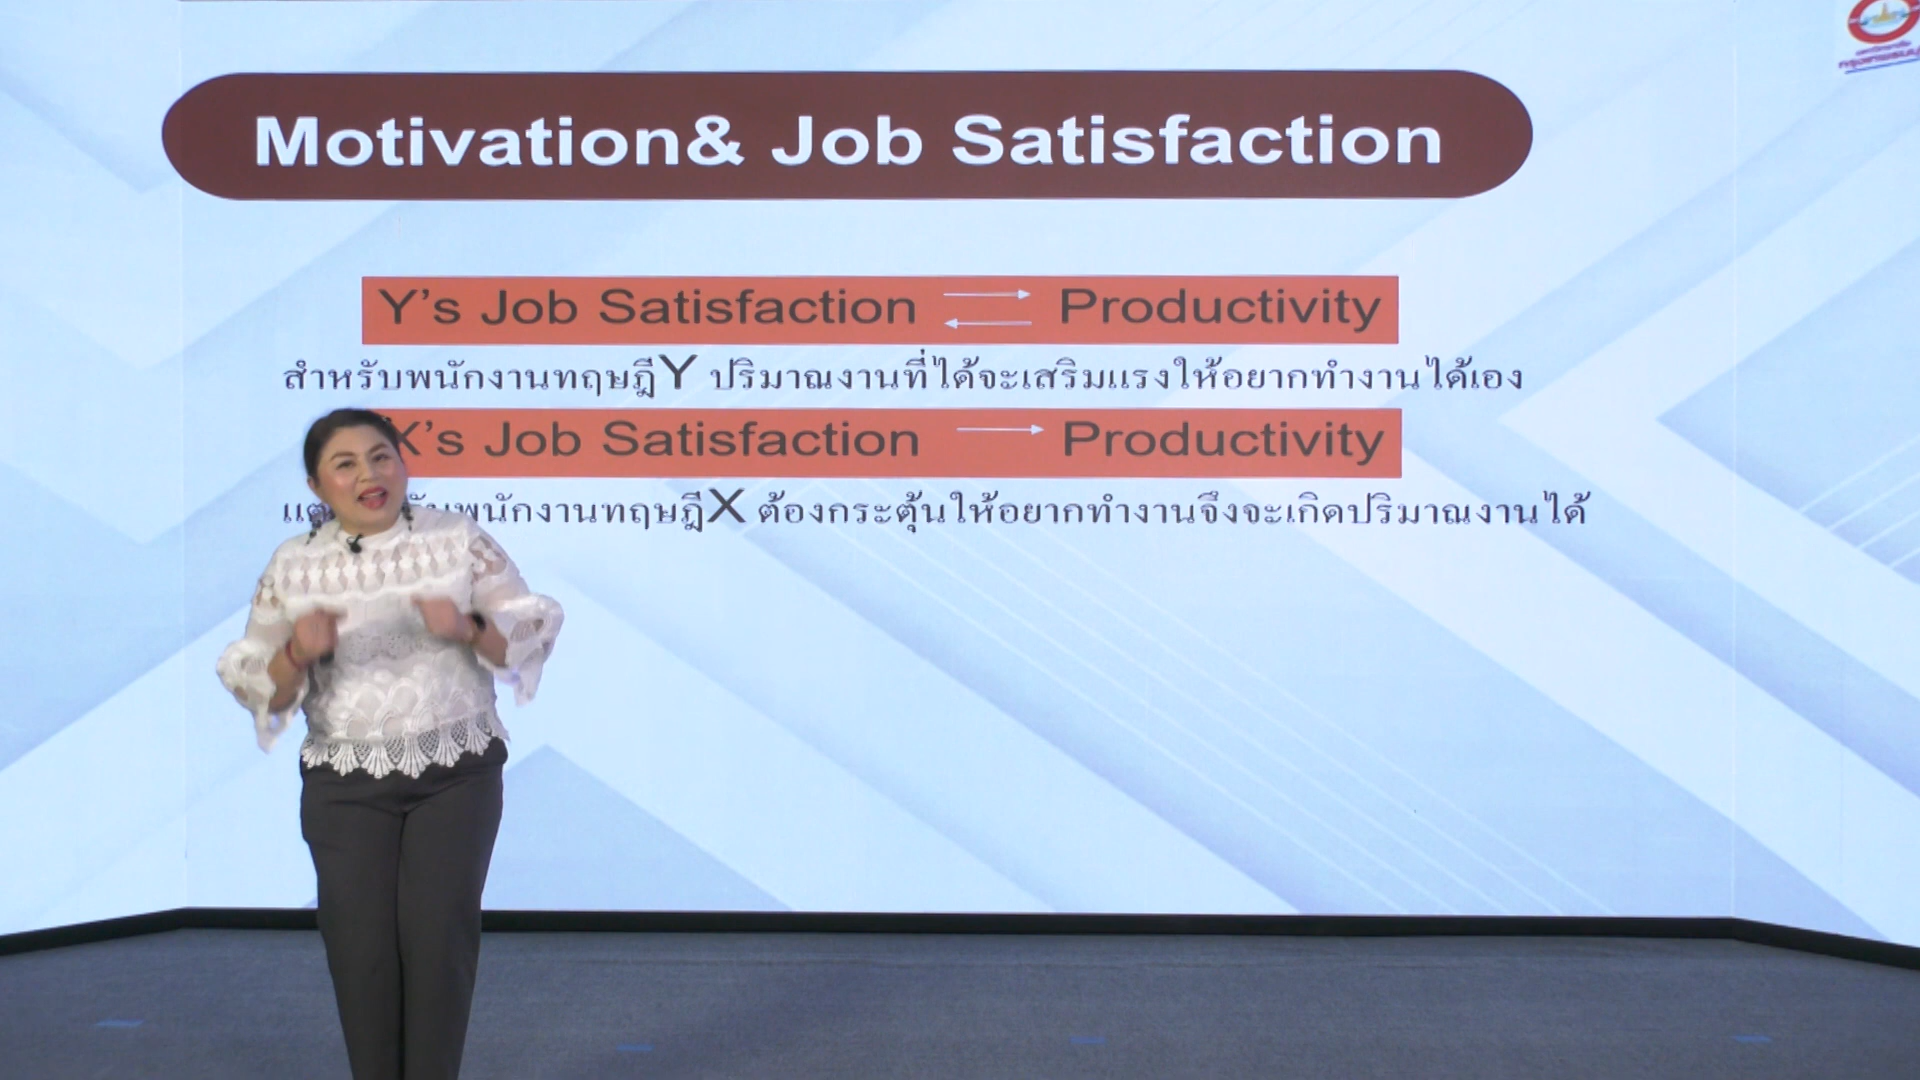 Motivation& Job Satisfaction
Y’s Job Satisfaction Productivity
สำหรับพนักงานทฤษฎีY ปริมาณงานที่ได้จะเสริมแรงให้อยากทำงานได้เอง
X’s Job Satisfaction Productivity
พนักงานทฤษฎีX ต้องกระตุ้นให้อยากทำงานจึงจะเกิดปริมาณงานได้